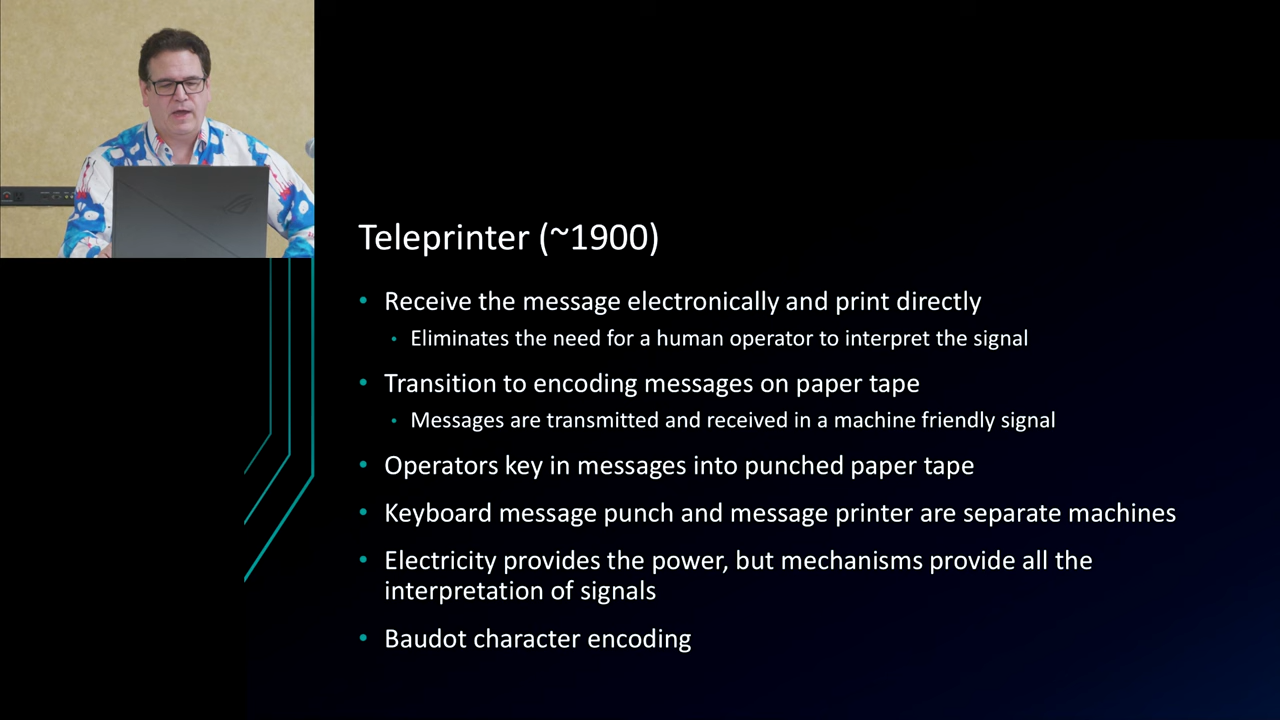 Teleprinter (~1900)
• Receive the message electronically and print directly
• Eliminates the need for a human operator to interpret the signal
• Transition to encoding messages on paper tape
• Messages are transmitted and received in a machine friendly signal
• Operators key in messages into punched paper tape
• Keyboard message punch and message printer are separate machines
• Electricity provides the power, but mechanisms provide all the
interpretation of signals
• Baudot character encoding